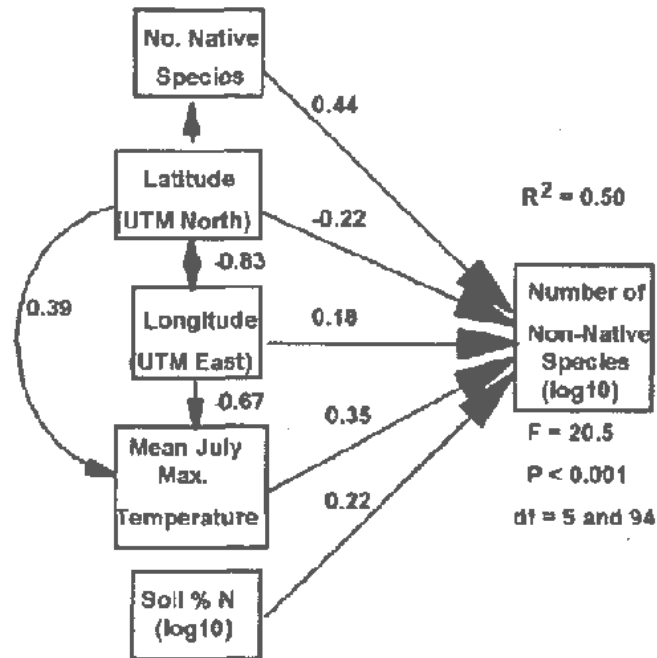 No. Native
Species
0.44
Latitude
(UTM North)
-0.22
R² = 0.50
-0.83
0.39
Longitude
(UTM East)
0.18
Number of
Non-Native
Species
(log10)
-0.67
Mean July
Max.
Temperature
0.35
F = 20.5
P < 0.001
df = 5 and 94
0.22
Soil % N
(log10)